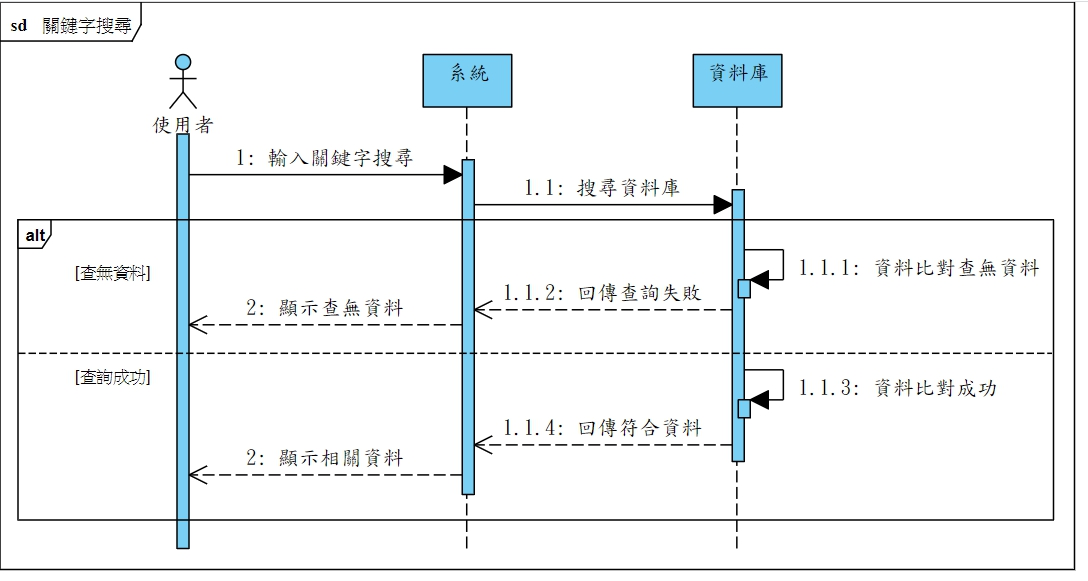 sd 關鍵字搜尋
系統
資料庫
使用者
1: 輸入關鍵字搜尋
1.1: 搜尋資料庫
alt
[查無資料]
1.1.1: 資料比對查無資料
1.1.2: 回傳查詢失敗
2: 顯示查無資料
[查詢成功]
1.1.3: 資料比對成功
1.1.4: 回傳符合資料
2: 顯示相關資料